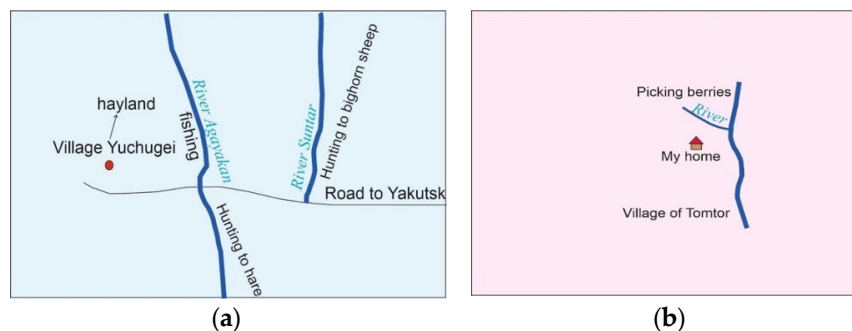 hayland
Village Yuchugei
River Agayakan
fishing
River Suntar
Hunting to bighorn sheep
Road to Yakutsk
Hunting to hare
(a)
Picking berries
River
My home
Village of Tomtor
(b)